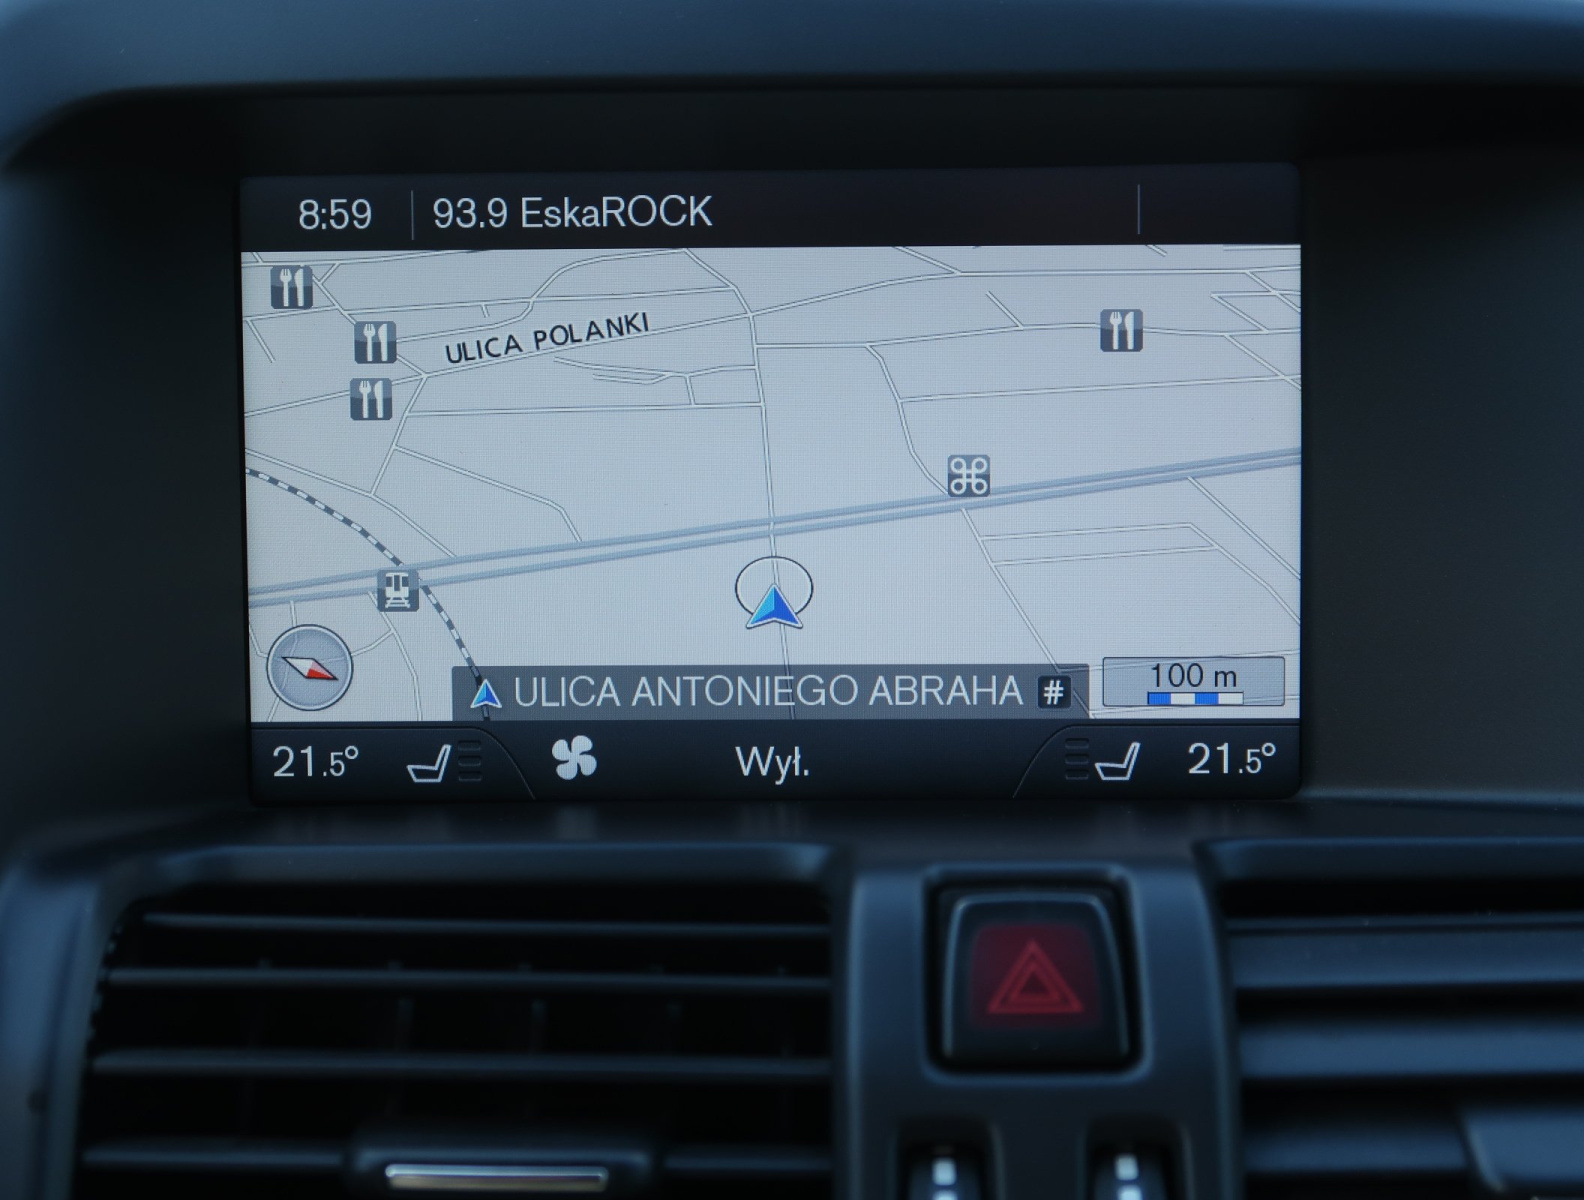 8:59 93.9 EskaROCK
ULICA POLANKI
100 m
ULICA ANTONIEGO ABRAHA #
21.5° Wył. 21.5°